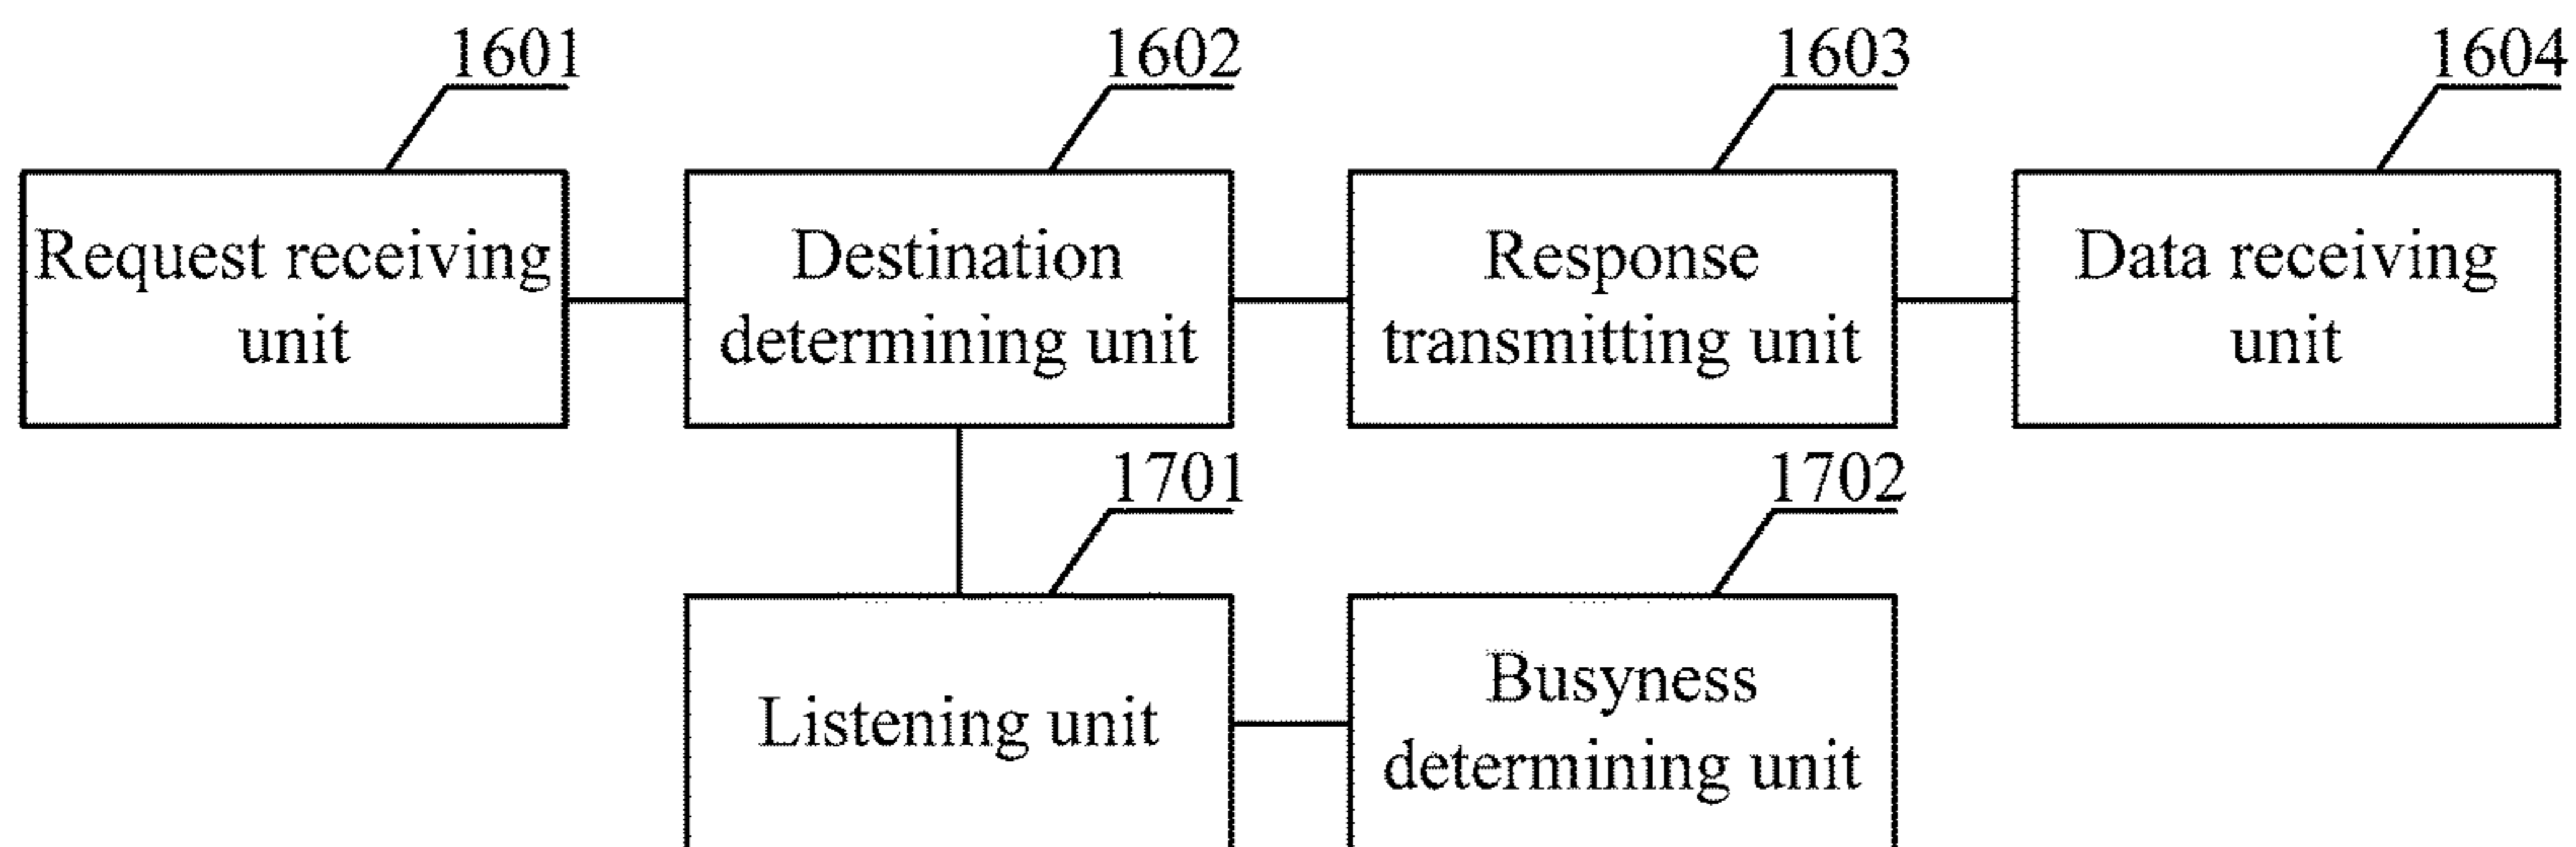 1601
1602
1603
1604
Request receiving
unit
Destination
determining unit
Response
transmitting unit
Data receiving
unit
1701
1702
Listening unit
Busyness
determining unit